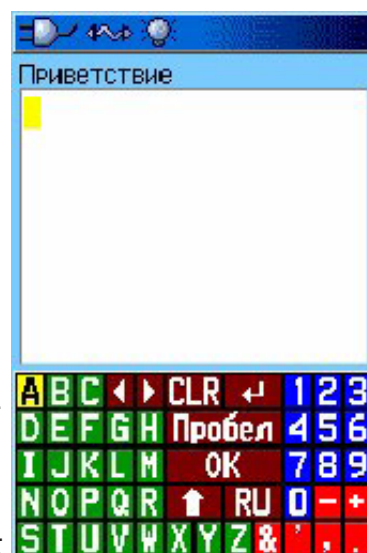 Приветствие
A B C CLR 1 2 3
D E F G H Пробел 4 5 6
I J K L M OK 7 8 9
N O P Q R RU 0 - +
S T U V W X Y Z & ' , .